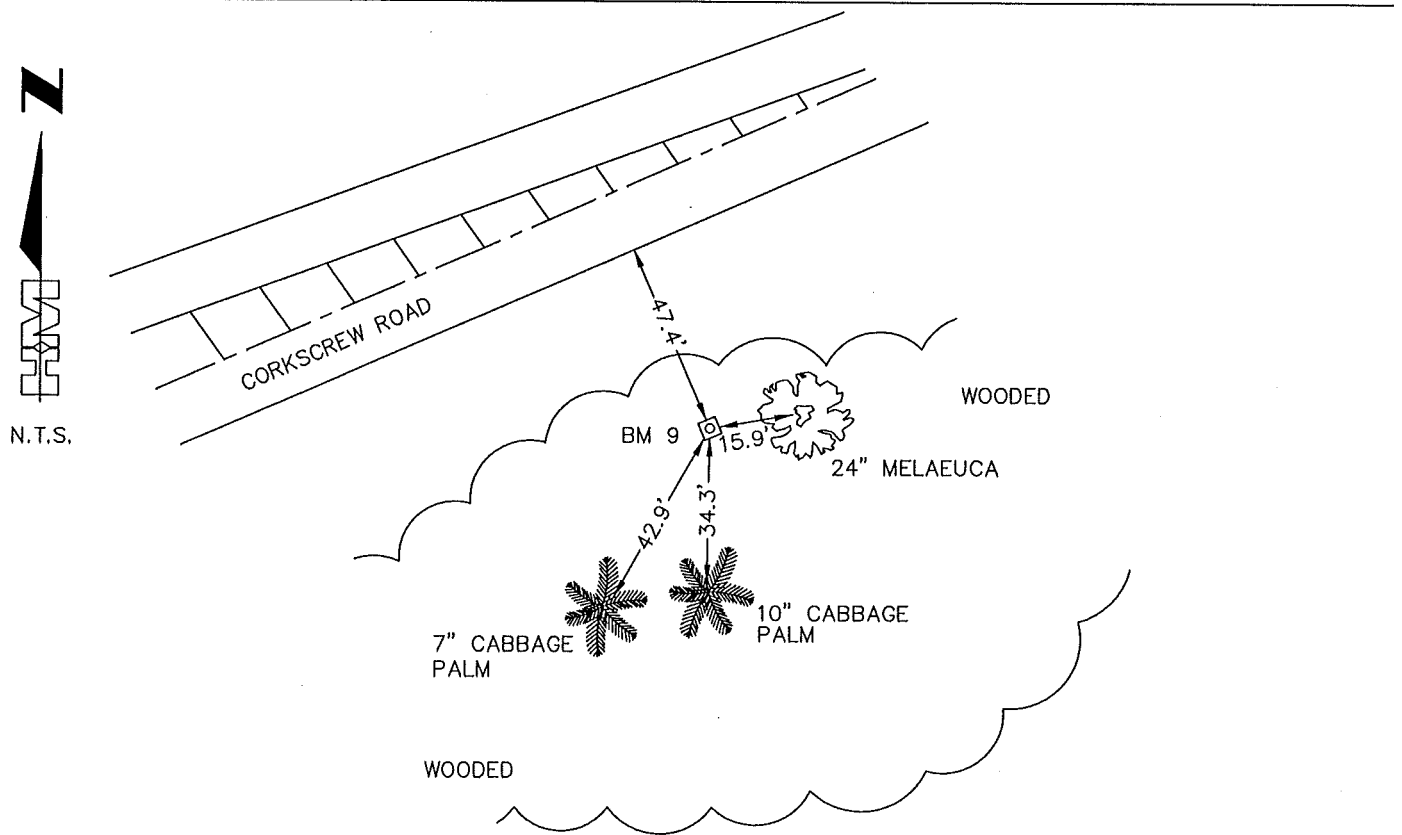 N
N.T.S.
CORKSCREW ROAD
47.4'
WOODED
BM 9
15.9'
24" MELAEUCA
42.9'
34.3'
7" CABBAGE
PALM
10" CABBAGE
PALM
WOODED